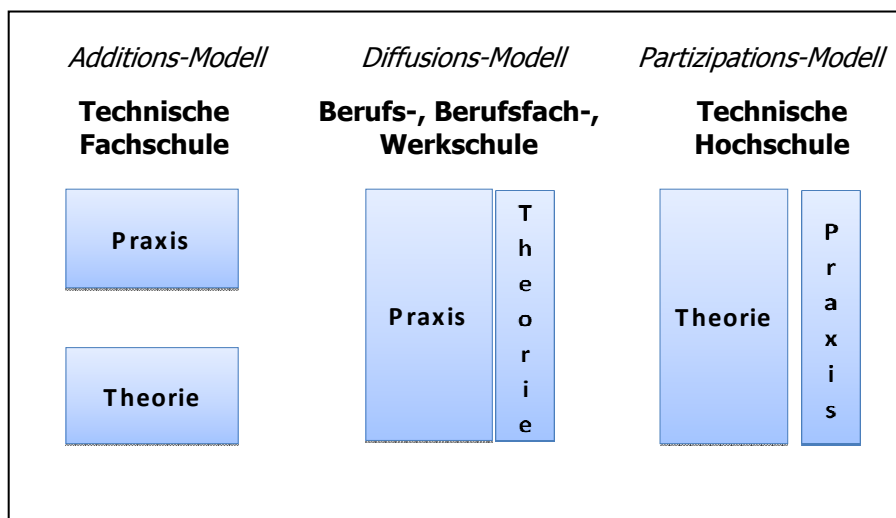 Additions-Modell
Technische
Fachschule
Praxis
Theorie
Diffusions-Modell
Berufs-, Berufsfach-,
Werkschule
Praxis
Theorie
Partizipations-Modell
Technische
Hochschule
Theorie
Praxis